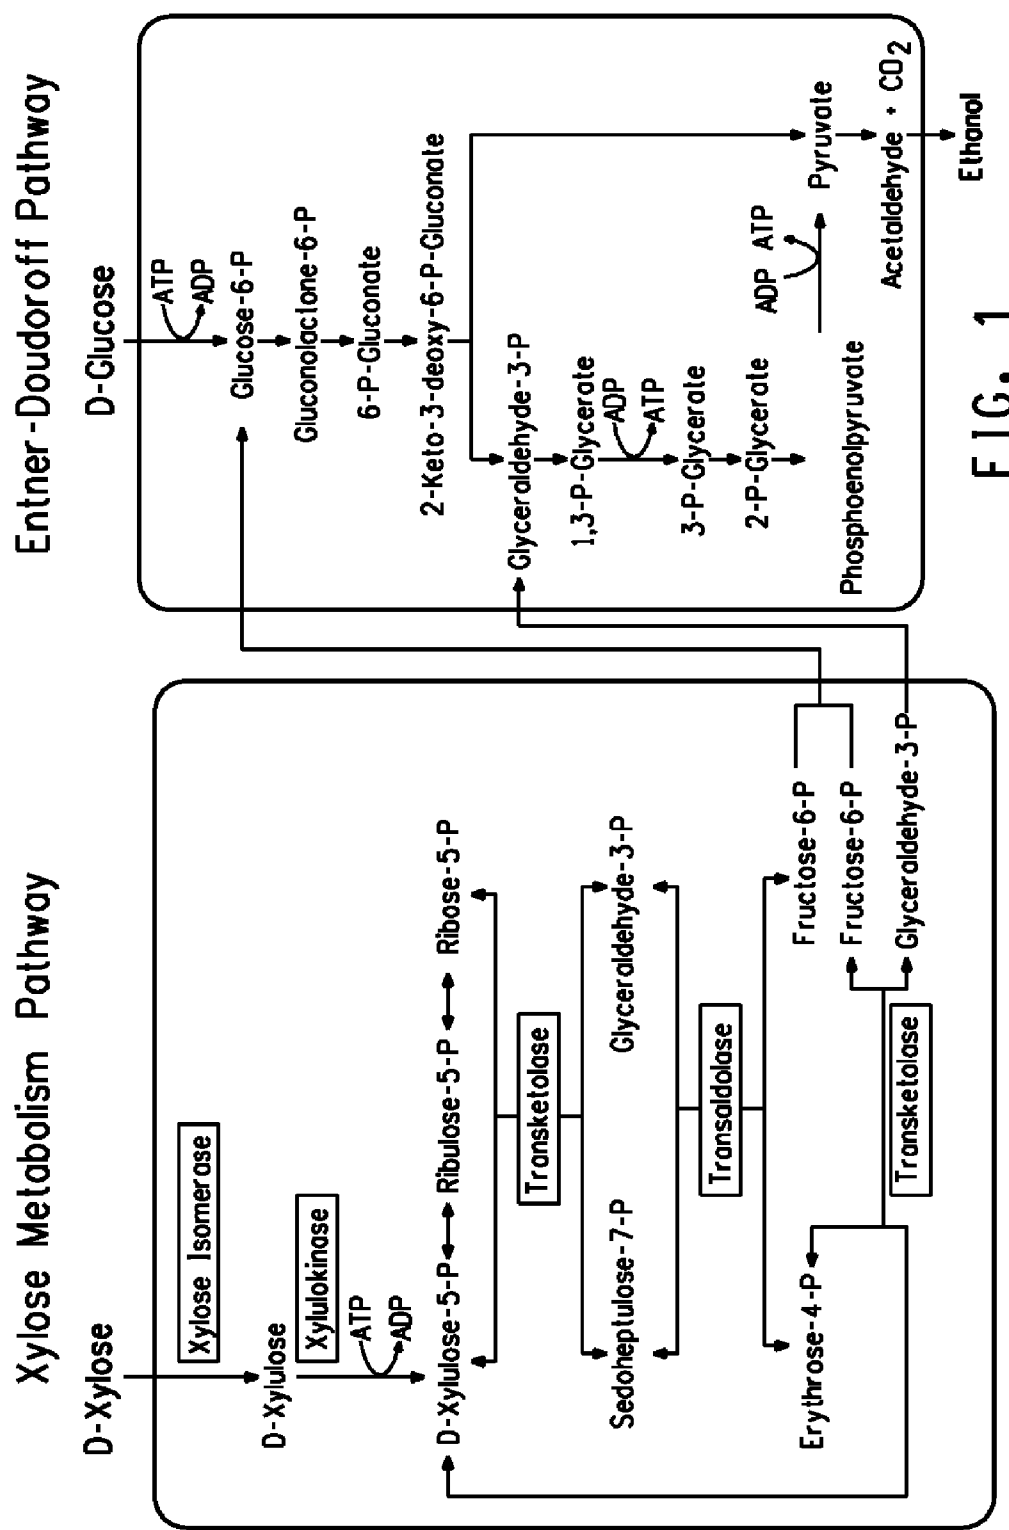 Xylose Metabolism Pathway
D-Xylose
Xylose Isomerase
D-Xylulose
Xylulokinase
ATP
ADP
D-Xylulose-5-P
Ribulose-5-P
Ribose-5-P
Transketolase
Sedoheptulose-7-P
Glyceraldehyde-3-P
Transaldolase
Erythrose-4-P
Fructose-6-P
Fructose-6-P
Transketolase
Glyceraldehyde-3-P
Entner-Doudoroff Pathway
D-Glucose
ATP
ADP
Glucose-6-P
Gluconolactone-6-P
6-P-Gluconate
2-Keto-3-deoxy-6-P-Gluconate
Glyceraldehyde-3-P
1,3-P-Glycerate
ADP
ATP
3-P-Glycerate
2-P-Glycerate
Phosphoenolpyruvate
ADP ATP
Pyruvate
Acetaldehyde + CO2
Ethanol
FIG. 1